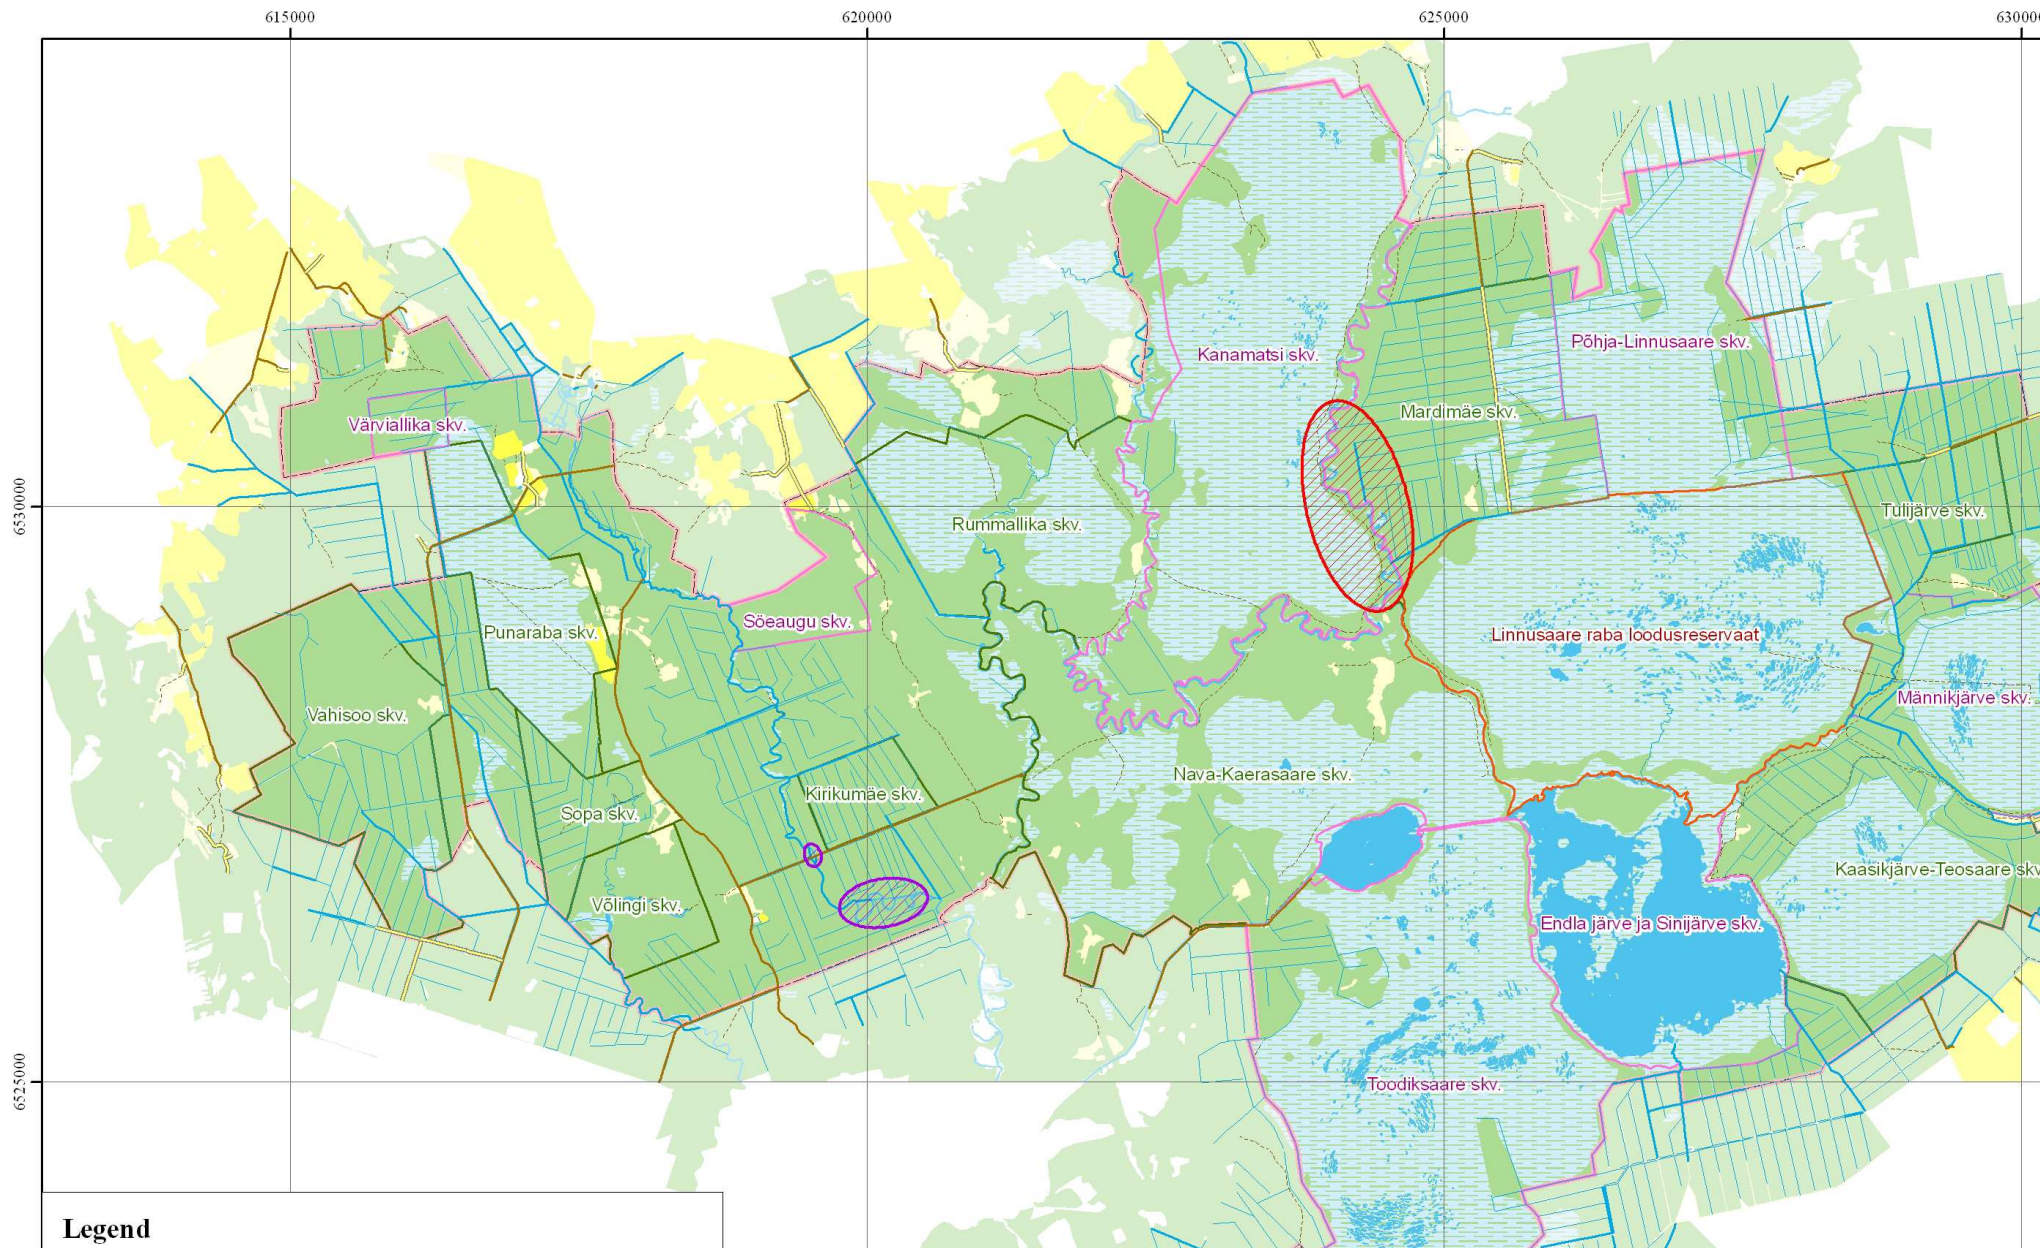 615000
620000
625000
630000
6530000
6525000
Kanamatsi skv.
Põhja-Linnusaare skv.
Mardimäe skv.
Värviallika skv.
Rummallika skv.
Tulijärve skv.
Söeaugu skv.
Punaraba skv.
Linnusaare raba loodusreservaat
Männikjärve skv.
Vahisoo skv.
Nava-Kaerasaare skv.
Kirikumäe skv.
Sopa skv.
Kaasikjärve-Teosaare skv
Võlingi skv.
Endla järve ja Sinijärve skv.
Toodiksaare skv.
Legend